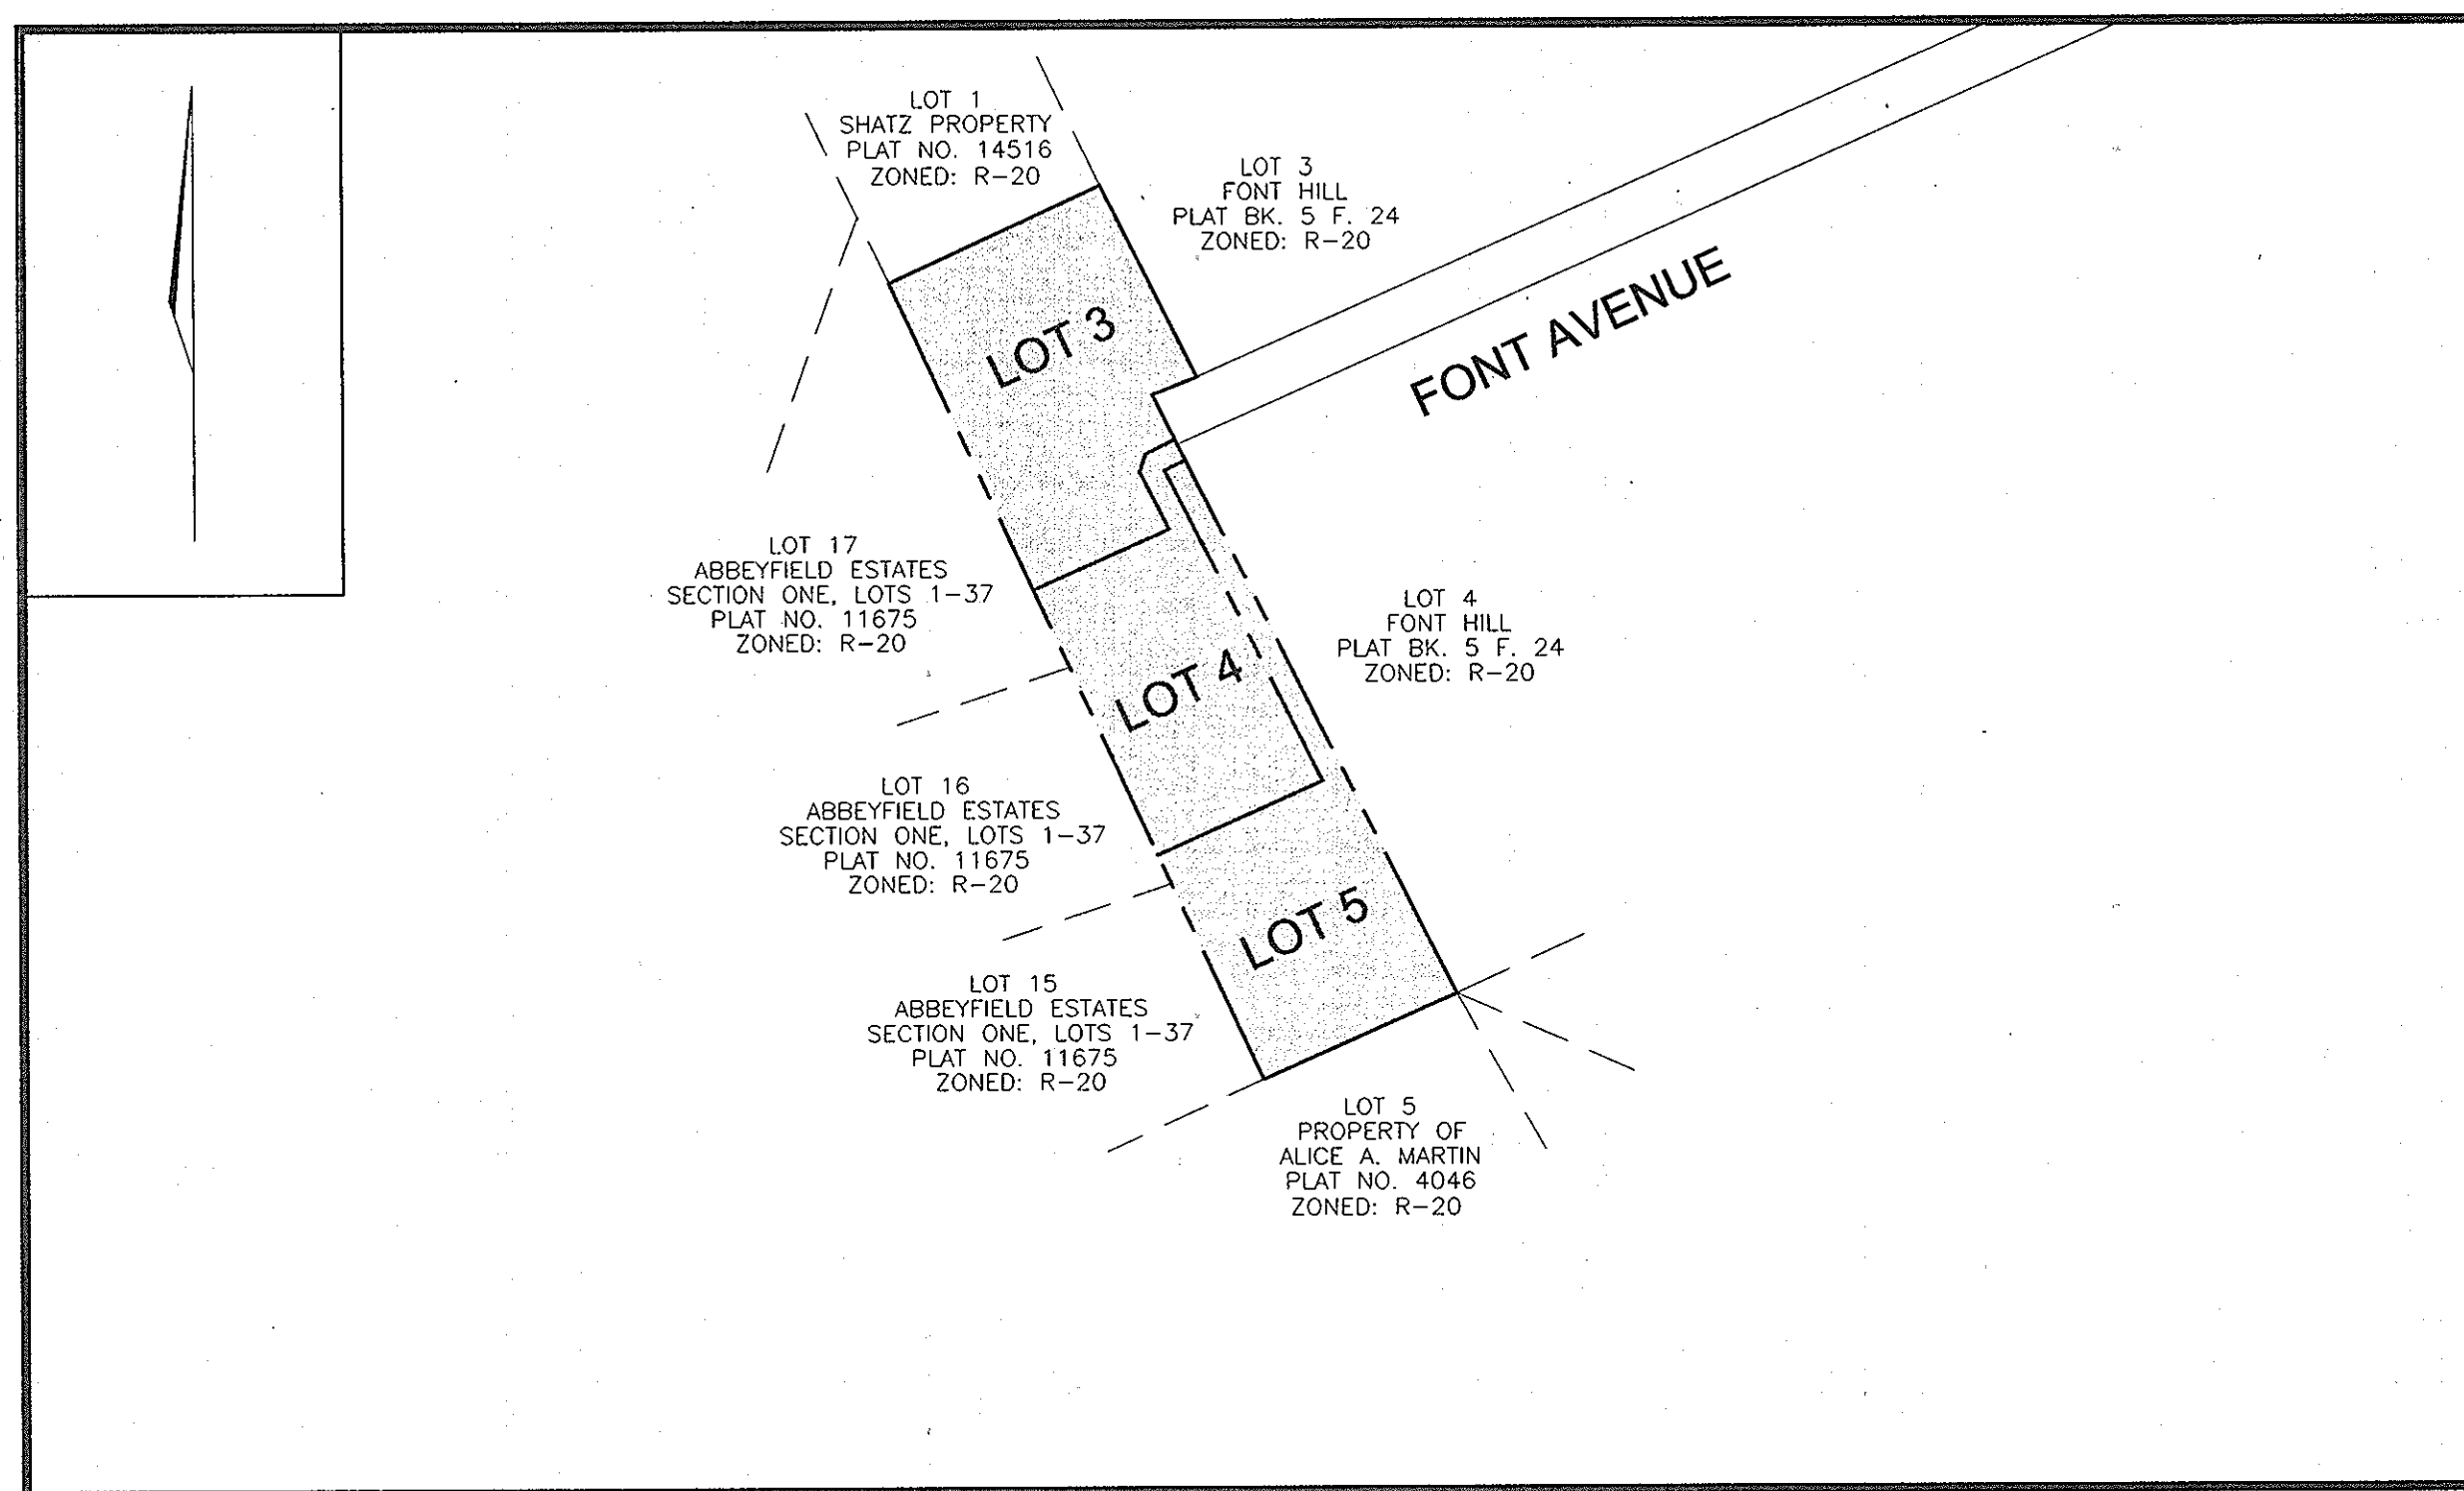 LOT 1
SHATZ PROPERTY
PLAT NO. 14516
ZONED: R-20
LOT 3
FONT HILL
PLAT BK. 5 F. 24
ZONED: R-20
LOT 3
FONT AVENUE
LOT 17
ABBEYFIELD ESTATES
SECTION ONE, LOTS 1-37
PLAT NO. 11675
ZONED: R-20
LOT 4
FONT HILL
PLAT BK. 5 F. 24
ZONED: R-20
LOT 4
LOT 16
ABBEYFIELD ESTATES
SECTION ONE, LOTS 1-37
PLAT NO. 11675
ZONED: R-20
LOT 5
LOT 15
ABBEYFIELD ESTATES
SECTION ONE, LOTS 1-37
PLAT NO. 11675
ZONED: R-20
LOT 5
PROPERTY OF
ALICE A. MARTIN
PLAT NO. 4046
ZONED: R-20